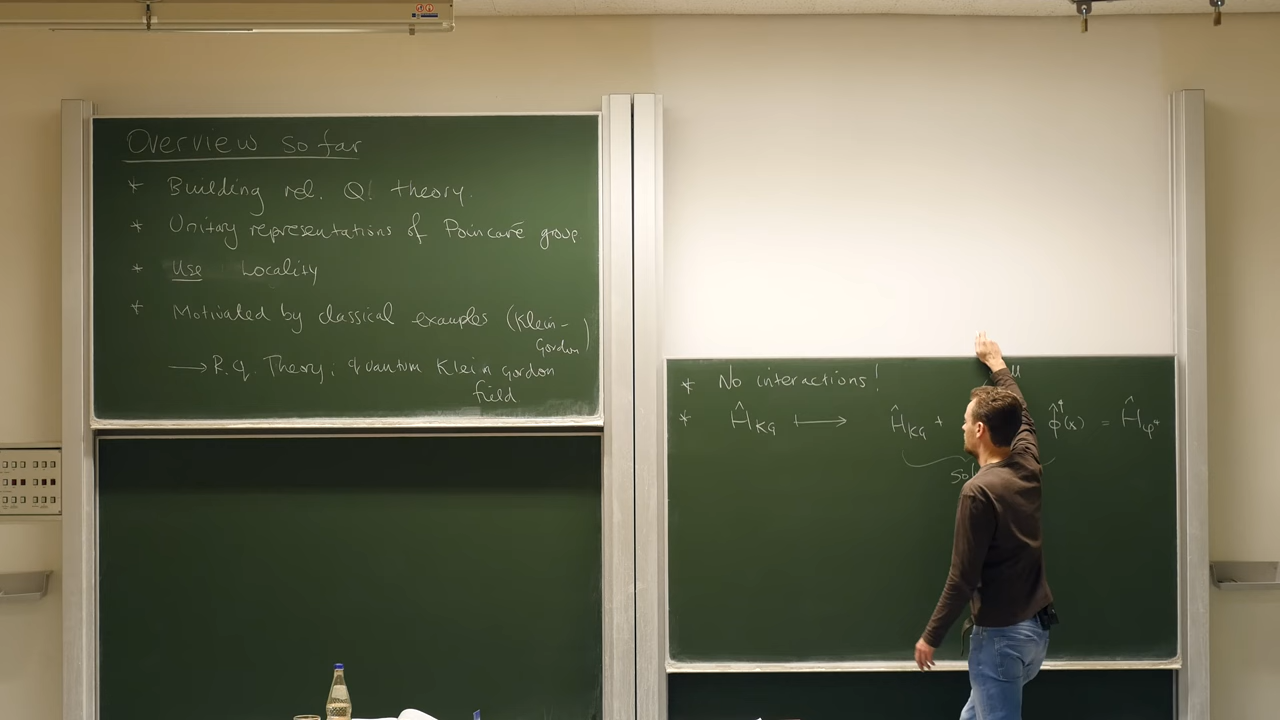 Overview so far
* Building rel. Q! theory.
* Unitary representations of Poincaré group
* Use Locality
* Motivated by classical examples (Klein-
Gordon)
⟶ R.q. Theory: quantum Klein Gordon
field
* No interactions!
* Ĥ_KG ⟼ Ĥ_KG + φ̂⁴(x) = Ĥ_φ⁴